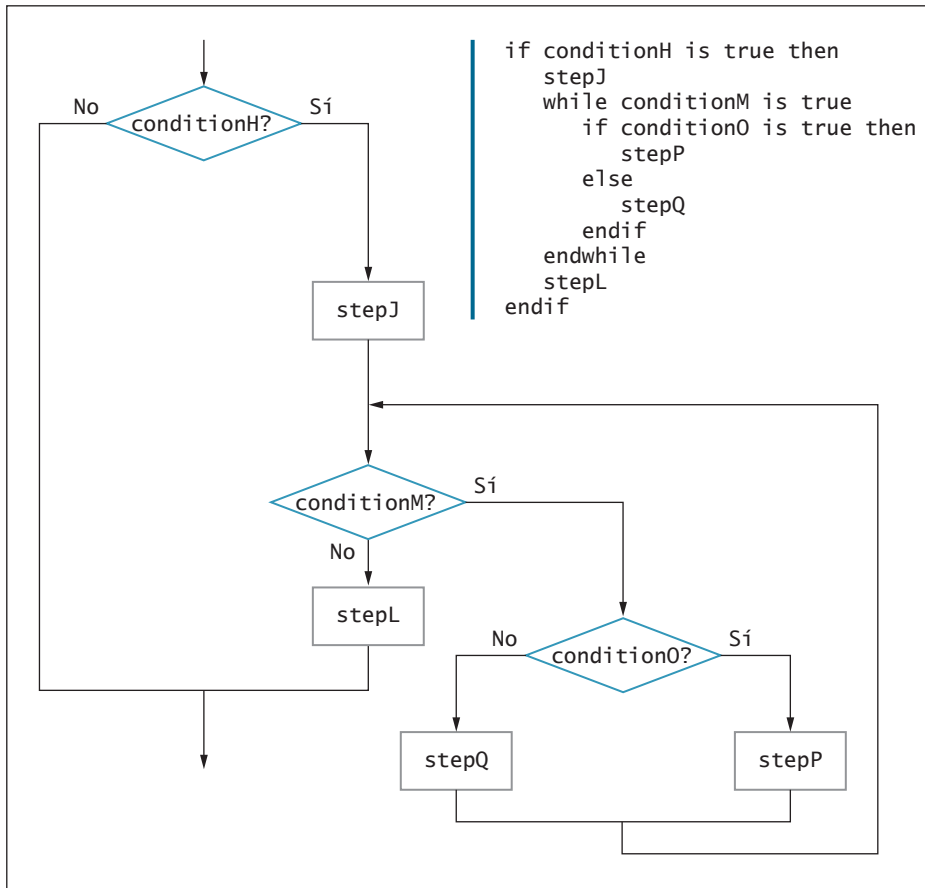 if conditionH is true then
stepJ
while conditionM is true
if conditionO is true then
stepP
else
stepQ
endif
endwhile
stepL
endif
No
conditionH?
Sí
stepJ
conditionM?
Sí
No
stepL
No
conditionO?
Sí
stepQ
stepP